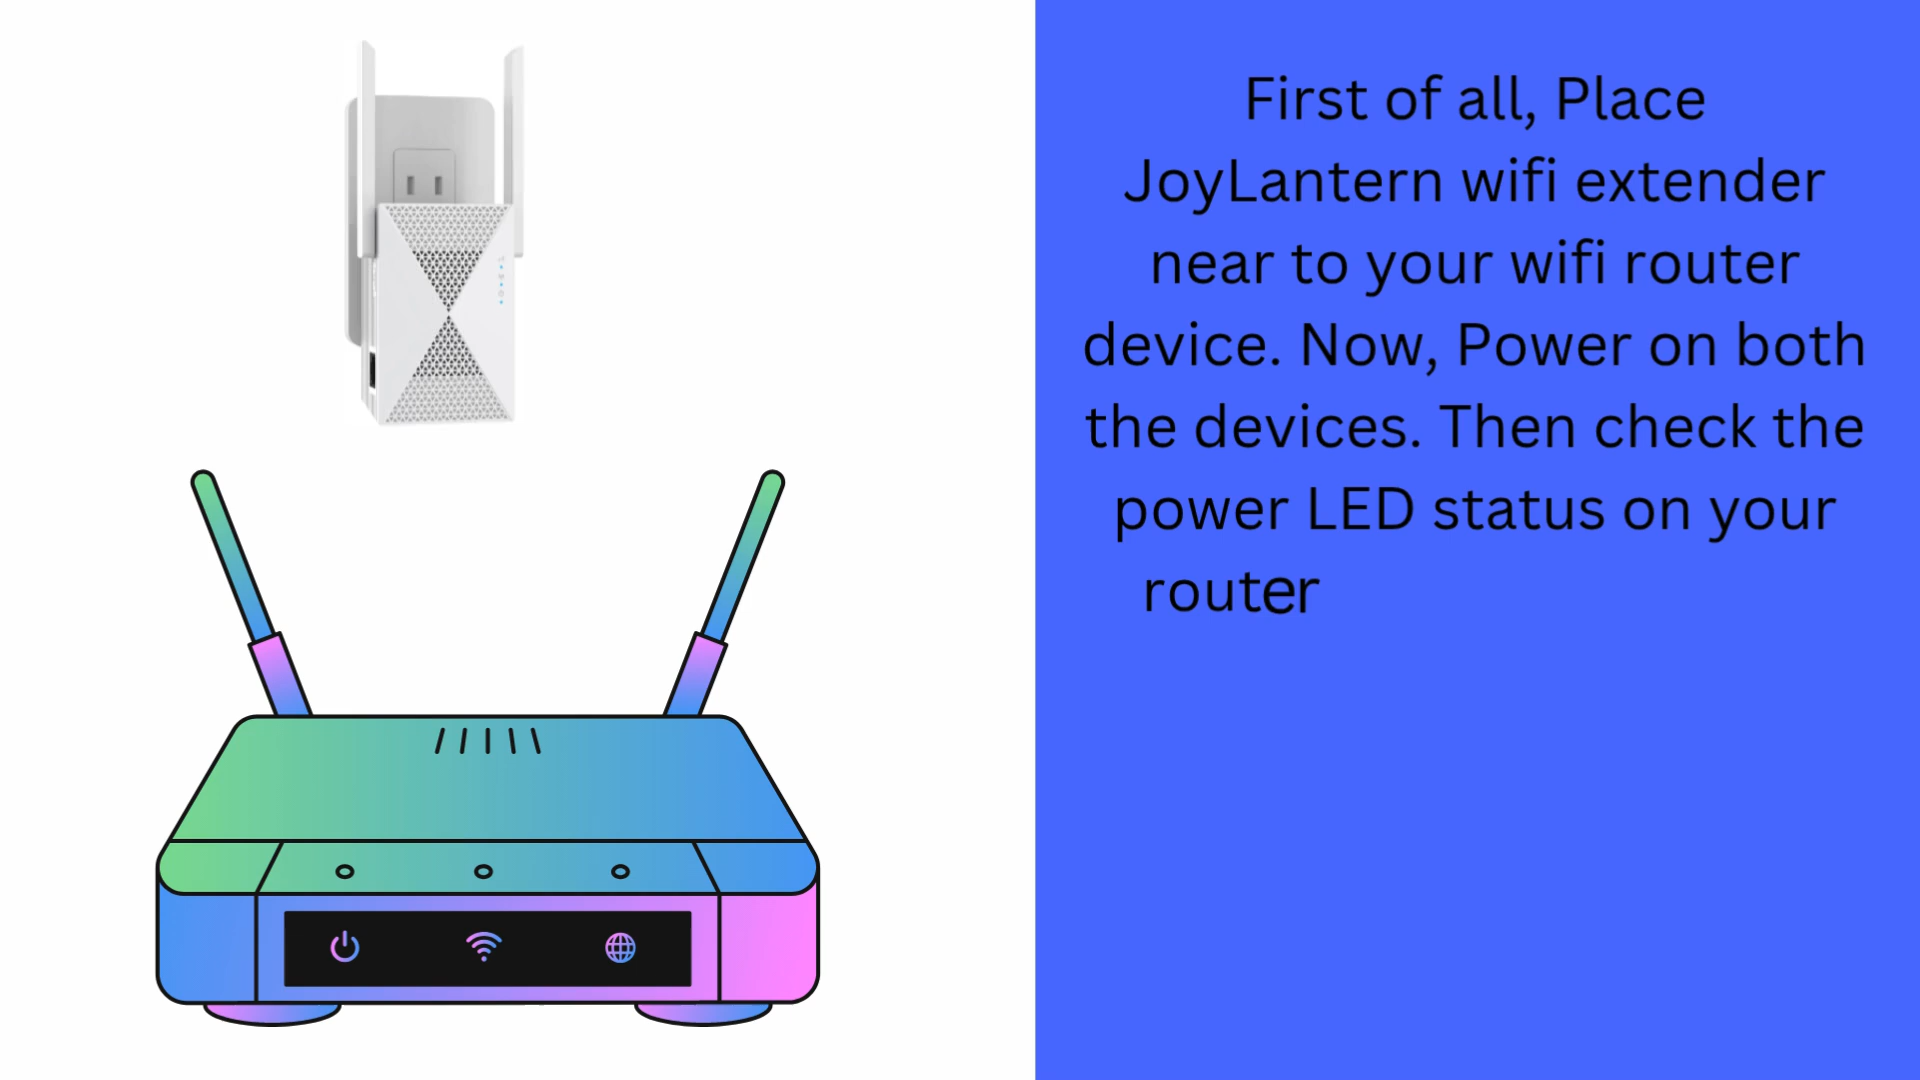 First of all, Place
JoyLantern wifi extender
near to your wifi router
device. Now, Power on both
the devices. Then check the
power LED status on your
router